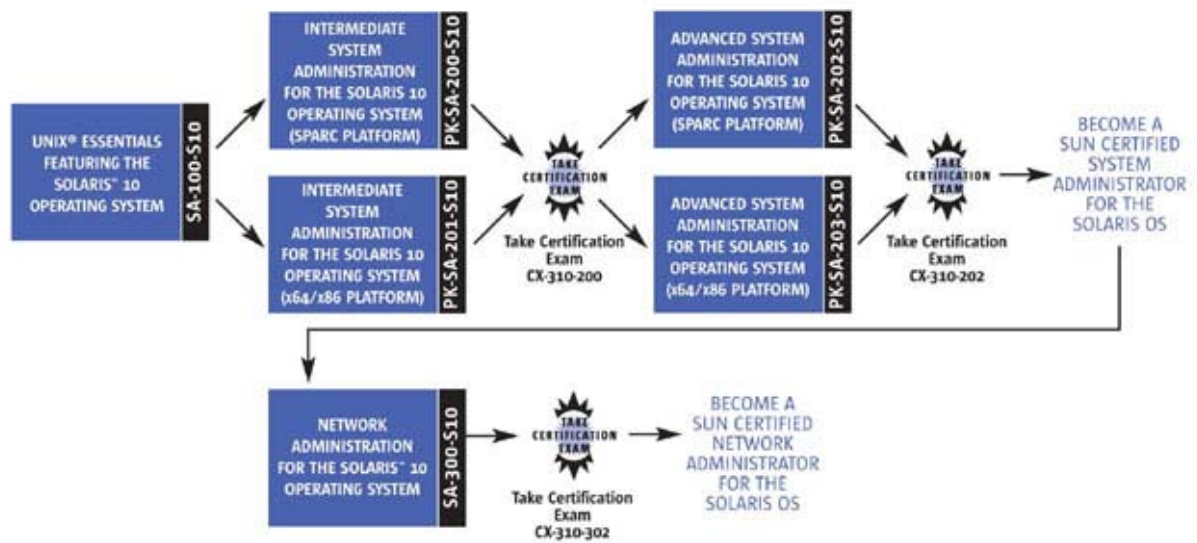 UNIX® ESSENTIALS
FEATURING THE
SOLARIS™ 10
OPERATING SYSTEM
SA-100-S10
INTERMEDIATE
SYSTEM
ADMINISTRATION
FOR THE SOLARIS 10
OPERATING SYSTEM
(SPARC PLATFORM)
PK-SA-200-S10
INTERMEDIATE
SYSTEM
ADMINISTRATION
FOR THE SOLARIS 10
OPERATING SYSTEM
(x64/x86 PLATFORM)
PK-SA-201-S10
TAKE
CERTIFICATION
EXAM
Take Certification
Exam
CX-310-200
ADVANCED SYSTEM
ADMINISTRATION
FOR THE SOLARIS 10
OPERATING SYSTEM
(SPARC PLATFORM)
PK-SA-202-S10
ADVANCED SYSTEM
ADMINISTRATION
FOR THE SOLARIS 10
OPERATING SYSTEM
(x64/x86 PLATFORM)
PK-SA-203-S10
TAKE
CERTIFICATION
EXAM
Take Certification
Exam
CX-310-202
BECOME A
SUN CERTIFIED
SYSTEM
ADMINISTRATOR
FOR THE
SOLARIS OS
NETWORK
ADMINISTRATION
FOR THE SOLARIS™ 10
OPERATING SYSTEM
SA-300-S10
TAKE
CERTIFICATION
EXAM
Take Certification
Exam
CX-310-302
BECOME A
SUN CERTIFIED
NETWORK
ADMINISTRATOR
FOR THE
SOLARIS OS